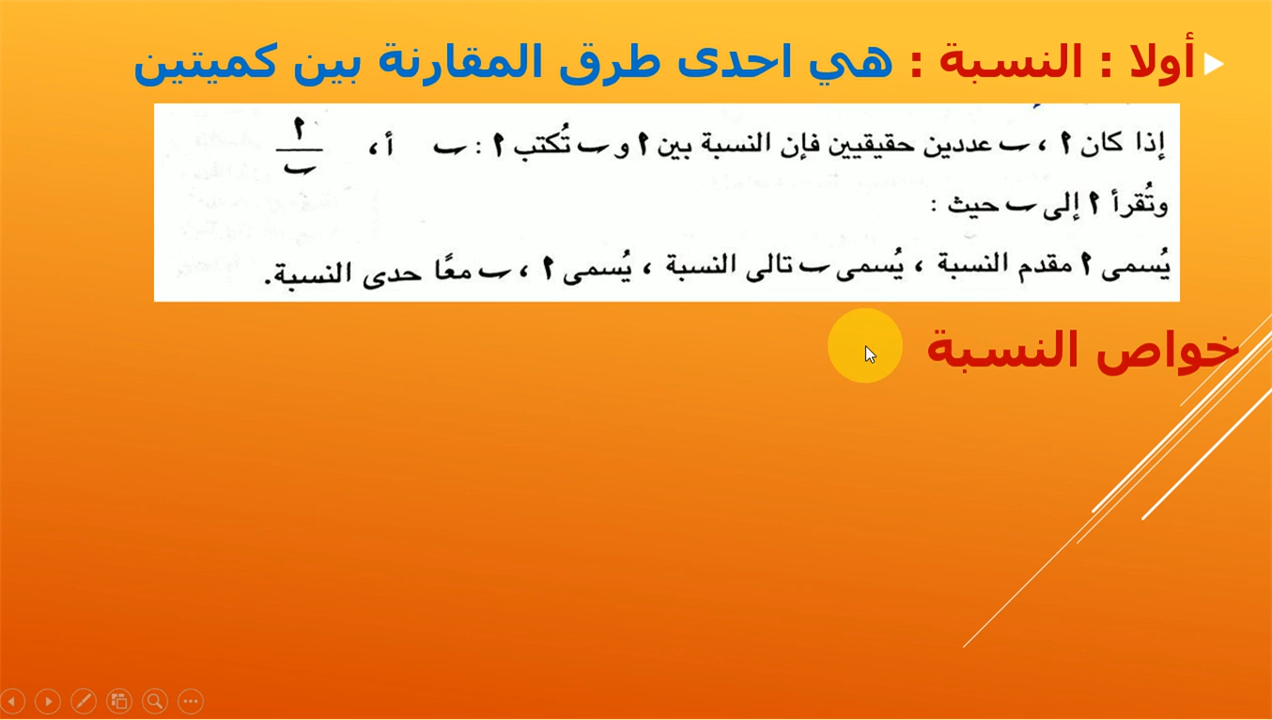 أولا : النسبة : هي احدى طرق المقارنة بين كميتين
إذا كان ا ، ب عددين حقيقيين فإن النسبة بين ا و ب تُكتب ا : ب أ، ا/ب ،
وتُقرأ ا إلى ب حيث :
يُسمى ا مقدم النسبة ، يُسمى ب تالى النسبة ، يُسمى ا ، ب معًا حدى النسبة.
خواص النسبة